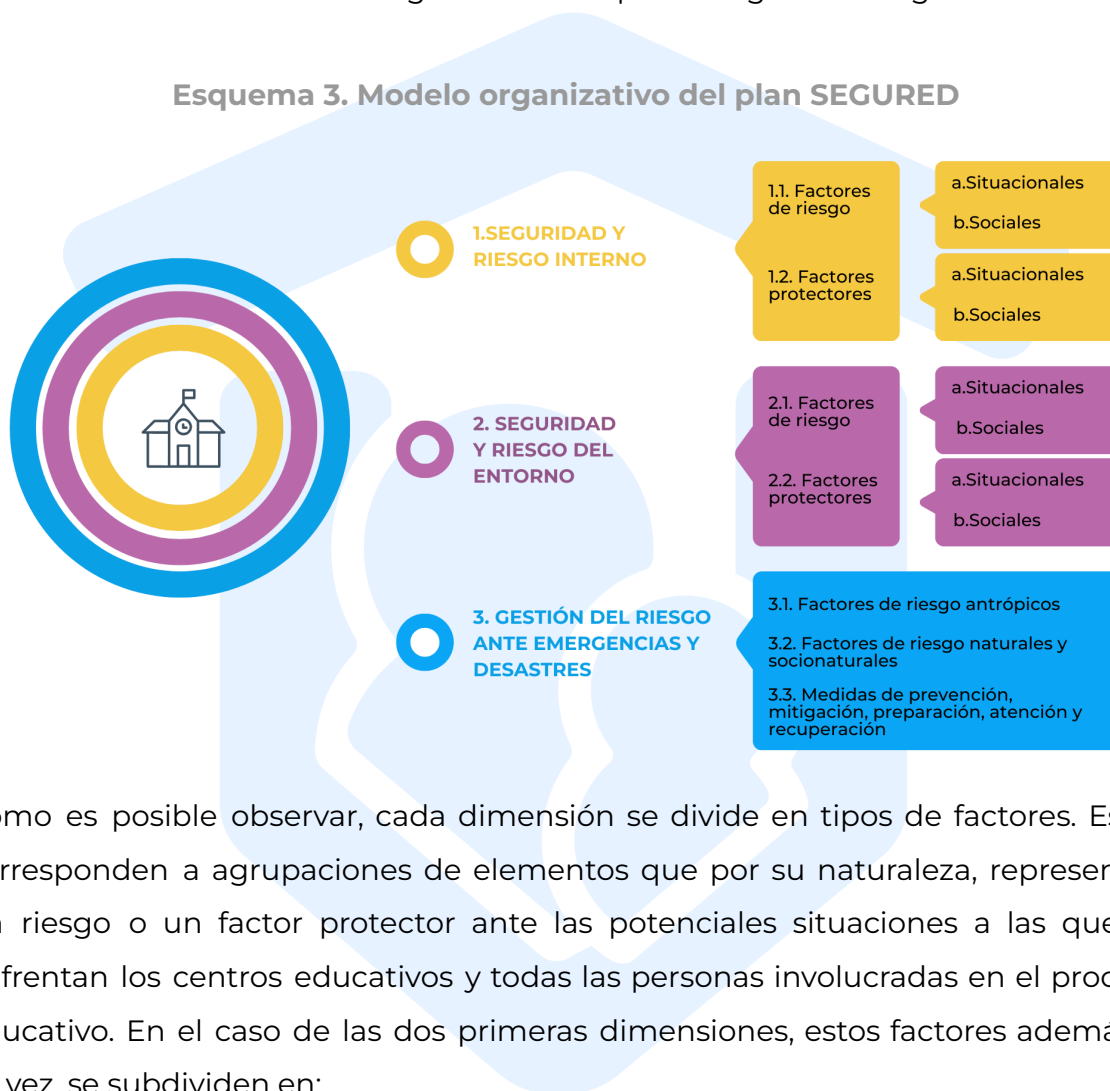 Esquema 3. Modelo organizativo del plan SEGURED
1.SEGURIDAD Y
RIESGO INTERNO
1.1. Factores
de riesgo
a.Situacionales
b.Sociales
1.2. Factores
protectores
a.Situacionales
b.Sociales
2. SEGURIDAD
Y RIESGO DEL
ENTORNO
2.1. Factores
de riesgo
a.Situacionales
b.Sociales
2.2. Factores
protectores
a.Situacionales
b.Sociales
3. GESTIÓN DEL RIESGO
ANTE EMERGENCIAS Y
DESASTRES
3.1. Factores de riesgo antrópicos
3.2. Factores de riesgo naturales y
socionaturales
3.3. Medidas de prevención,
mitigación, preparación, atención y
recuperación
omo es posible observar, cada dimensión se divide en tipos de factores. Es
rresponden a agrupaciones de elementos que por su naturaleza, represen
riesgo o un factor protector ante las potenciales situaciones a las que
frentan los centros educativos y todas las personas involucradas en el proc
ducativo. En el caso de las dos primeras dimensiones, estos factores ademá
vez, se subdividen en: